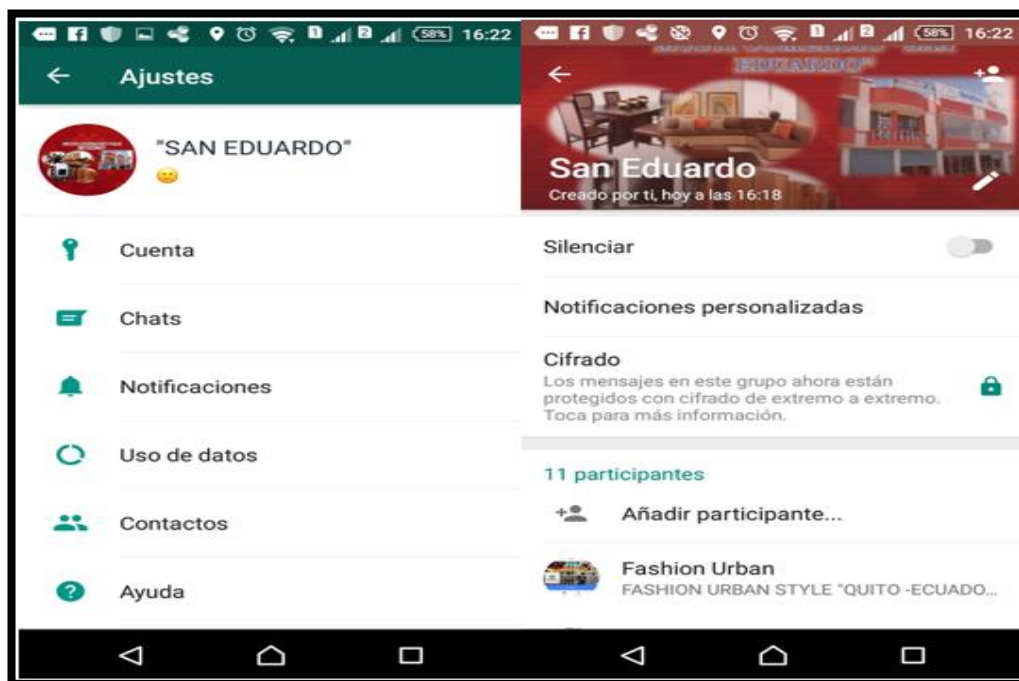 58% 16:22
Ajustes
"SAN EDUARDO"
Cuenta
Chats
Notificaciones
Uso de datos
Contactos
Ayuda
58% 16:22
EDUARDO"
San Eduardo
Creado por ti, hoy a las 16:18
Silenciar
Notificaciones personalizadas
Cifrado
Los mensajes en este grupo ahora están
protegidos con cifrado de extremo a extremo.
Toca para más información.
11 participantes
Añadir participante...
Fashion Urban
FASHION URBAN STYLE "QUITO -ECUADO...